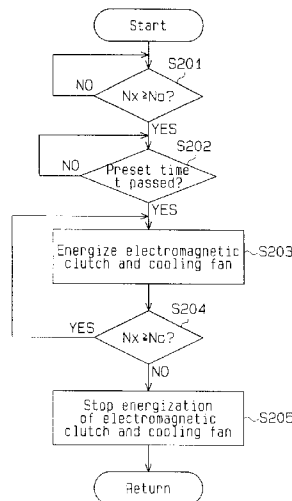 Start
S201
Nx≧No?
NO
YES
S202
Preset time
t passed?
NO
YES
Energize electromagnetic
clutch and cooling fan
S203
S204
Nx≧No?
YES
NO
Stop energization
of electromagnetic
clutch and cooling fan
S205
Return